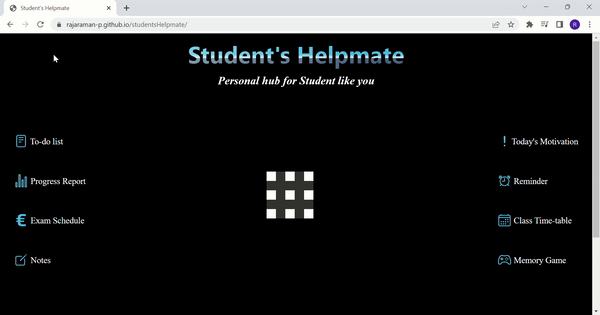 Student's Helpmate
rajaraman-p.github.io/studentsHelpmate/
R
Student's Helpmate
Personal hub for Student like you
To-do list
Progress Report
Exam Schedule
Notes
Today's Motivation
Reminder
Class Time-table
Memory Game